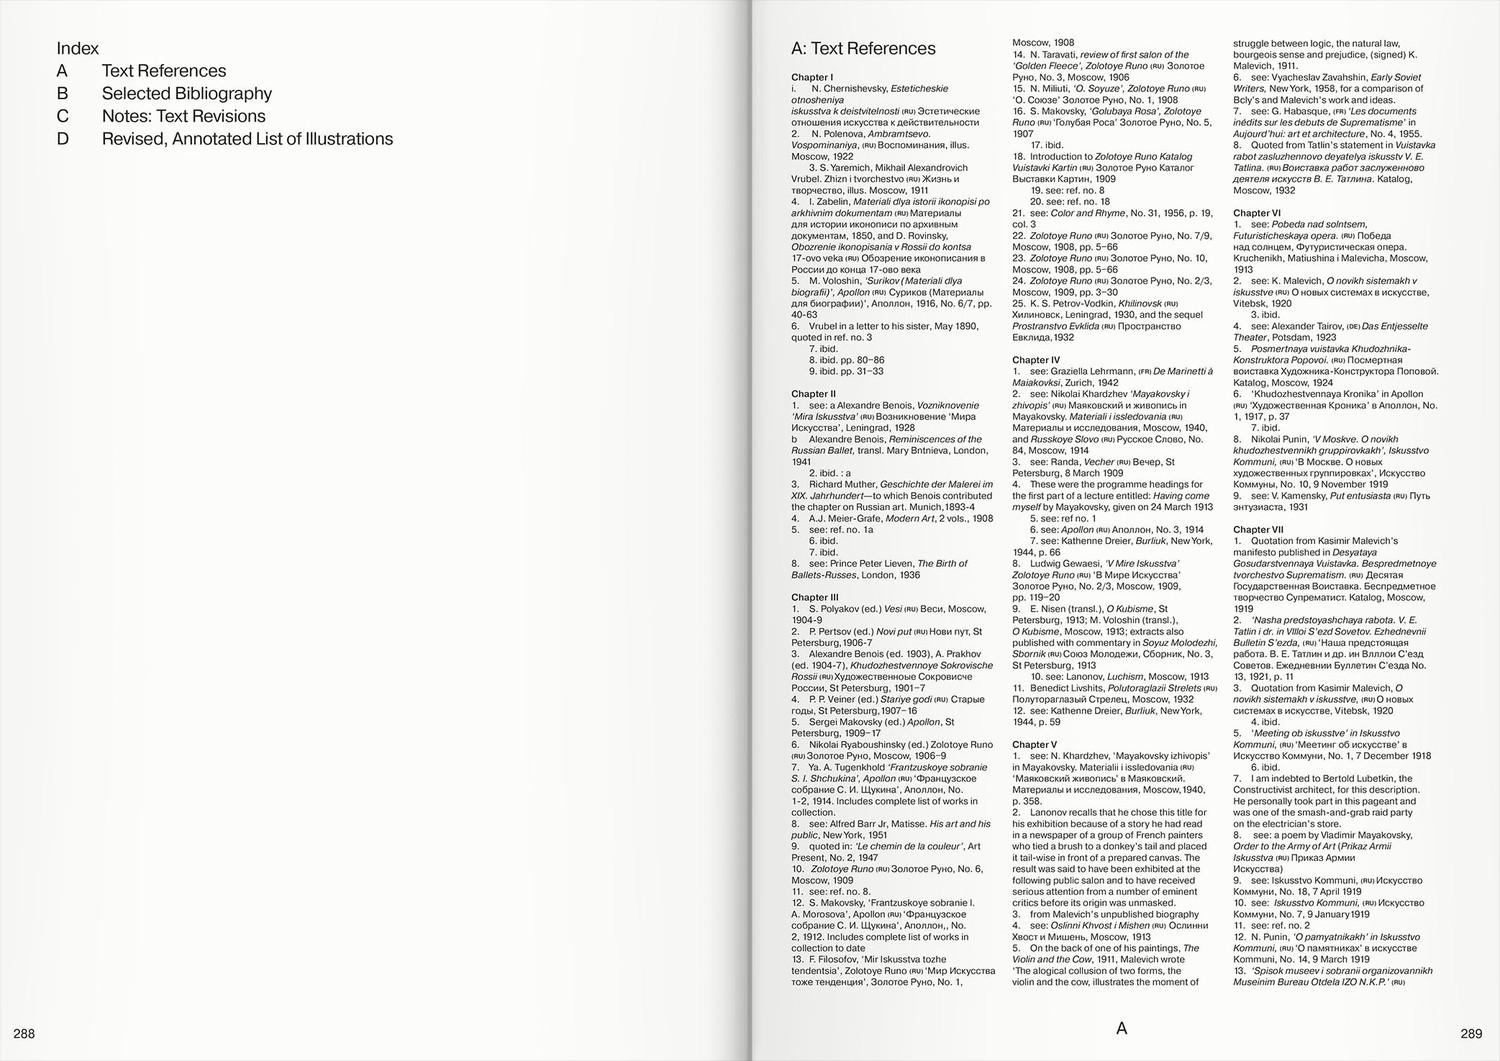 Index
A Text References
B Selected Bibliography
C Notes: Text Revisions
D Revised, Annotated List of Illustrations
288
A: Text References
Chapter I
i. N. Chernishevsky, Esteticheskie
otnosheniya
iskusstva k deistvitelnosti (RU) Эстетические
отношения искусства к действительности
2. N. Polenova, Ambramtsevo.
Vospominaniya, (RU) Воспоминания, illus.
Moscow, 1922
3. S. Yaremich, Mikhail Alexandrovich
Vrubel. Zhizn i tvorchestvo (RU) Жизнь и
творчество, illus. Moscow, 1911
4. I. Zabelin, Materiali dlya istorii ikonopisi po
arkhivnim dokumentam (RU) Материалы
для истории иконописи по архивным
документам, 1850, and D. Rovinsky,
Obozrenie ikonopisania v Rossii do kontsa
17-ovo veka (RU) Обозрение иконописания в
России до конца 17-ово века
5. M. Voloshin, 'Surikov (Materiali dlya
biografii)', Apollon (RU) Суриков (Материалы
для биографии)', Аполлон, 1916, No. 6/7, pp.
40-63
6. Vrubel in a letter to his sister, May 1890,
quoted in ref. no. 3
7. ibid.
8. ibid. pp. 80–86
9. ibid. pp. 31–33
Chapter II
1. see: a Alexandre Benois, Vozniknovenie
'Mira Iskusstva' (RU) Возникновение 'Мира
Искусства', Leningrad, 1928
b Alexandre Benois, Reminiscences of the
Russian Ballet, transl. Mary Bntnieva, London,
1941
2. ibid. : a
3. Richard Muther, Geschichte der Malerei im
XIX. Jahrhundert—to which Benois contributed
the chapter on Russian art. Munich,1893-4
4. A.J. Meier-Grafe, Modern Art, 2 vols., 1908
5. see: ref. no. 1a
6. ibid.
7. ibid.
8. see: Prince Peter Lieven, The Birth of
Ballets-Russes, London, 1936
Chapter III
1. S. Polyakov (ed.) Vesi (RU) Веси, Moscow,
1904-9
2. P. Pertsov (ed.) Novi put (RU) Нови пут, St
Petersburg,1906-7
3. Alexandre Benois (ed. 1903), A. Prakhov
(ed. 1904-7), Khudozhestvennoye Sokrovische
Rossii (RU) Художественноые Сокровисче
России, St Petersburg, 1901–7
4. P. P. Veiner (ed.) Stariye godi (RU) Старые
годы, St Petersburg,1907–16
5. Sergei Makovsky (ed.) Apollon, St
Petersburg, 1909–17
6. Nikolai Ryaboushinsky (ed.) Zolotoye Runo
(RU) Золотое Руно, Moscow, 1906–9
7. Ya. A. Tugenkhold 'Frantzuskoye sobranie
S. I. Shchukina', Apollon (RU) 'Французское
собрание С. И. Щукина', Аполлон, No.
1-2, 1914. Includes complete list of works in
collection.
8. see: Alfred Barr Jr, Matisse. His art and his
public, New York, 1951
9. quoted in: 'Le chemin de la couleur', Art
Present, No. 2, 1947
10. Zolotoye Runo (RU) Золотое Руно, No. 6,
Moscow, 1909
11. see: ref. no. 8.
12. S. Makovsky, 'Frantzuskoye sobranie I.
A. Morosova', Apollon (RU) 'Французское
собрание С. И. Щукина', Аполлон,, No.
2, 1912. Includes complete list of works in
collection to date
13. F. Filosofov, 'Mir Iskusstva tozhe
tendentsia', Zolotoye Runo (RU) 'Мир Искусства
тоже тенденция', Золотое Руно, No. 1,
Moscow, 1908
14. N. Taravati, review of first salon of the
'Golden Fleece', Zolotoye Runo (RU) Золотое
Руно, No. 3, Moscow, 1906
15. N. Miliuti, 'O. Soyuze', Zolotoye Runo (RU)
'О. Союзе' Золотое Руно, No. 1, 1908
16. S. Makovsky, 'Golubaya Rosa', Zolotoye
Runo (RU) 'Голубая Роса' Золотое Руно, No. 5,
1907
17. ibid.
18. Introduction to Zolotoye Runo Katalog
Vuistavki Kartin (RU) Золотое Руно Каталог
Выставки Картин, 1909
19. see: ref. no. 8
20. see: ref. no. 18
21. see: Color and Rhyme, No. 31, 1956, p. 19,
col. 3
22. Zolotoye Runo (RU) Золотое Руно, No. 7/9,
Moscow, 1908, pp. 5–66
23. Zolotoye Runo (RU) Золотое Руно, No. 10,
Moscow, 1908, pp. 5–66
24. Zolotoye Runo (RU) Золотое Руно, No. 2/3,
Moscow, 1909, pp. 3–30
25. K. S. Petrov-Vodkin, Khilinovsk (RU)
Хилиновск, Leningrad, 1930, and the sequel
Prostranstvo Evklida (RU) Пространство
Евклида,1932
Chapter IV
1. see: Graziella Lehrmann, (FR) De Marinetti à
Maiakovksi, Zurich, 1942
2. see: Nikolai Khardzhev 'Mayakovsky i
zhivopis' (RU) Маяковский и живопись in
Mayakovsky. Materiali i issledovania (RU)
Материалы и исследования, Moscow, 1940,
and Russkoye Slovo (RU) Русское Слово, No.
84, Moscow, 1914
3. see: Randa, Vecher (RU) Вечер, St
Petersburg, 8 March 1909
4. These were the programme headings for
the first part of a lecture entitled: Having come
myself by Mayakovsky, given on 24 March 1913
5. see: ref no. 1
6. see: Apollon (RU) Аполлон, No. 3, 1914
7. see: Kathenne Dreier, Burliuk, New York,
1944, p. 66
8. Ludwig Gewaesi, 'V Mire Iskusstva'
Zolotoye Runo (RU) 'В Мире Искусства'
Золотое Руно, No. 2/3, Moscow, 1909,
pp. 119–20
9. E. Nisen (transl.), O Kubisme, St
Petersburg, 1913; M. Voloshin (transl.),
O Kubisme, Moscow, 1913; extracts also
published with commentary in Soyuz Molodezhi,
Sbornik (RU) Союз Молодежи, Сборник, No. 3,
St Petersburg, 1913
10. see: Lanonov, Luchism, Moscow, 1913
11. Benedict Livshits, Polutoraglazii Strelets (RU)
Полутораглазый Стрелец, Moscow, 1932
12. see: Kathenne Dreier, Burliuk, New York,
1944, p. 59
Chapter V
1. see: N. Khardzhev, 'Mayakovsky izhivopis'
in Mayakovsky. Materialii i issledovania (RU)
'Маяковский живопись' в Маяковский.
Материалы и исследования, Moscow,1940,
p. 358.
2. Lanonov recalls that he chose this title for
his exhibition because of a story he had read
in a newspaper of a group of French painters
who tied a brush to a donkey's tail and placed
it tail-wise in front of a prepared canvas. The
result was said to have been exhibited at the
following public salon and to have received
serious attention from a number of eminent
critics before its origin was unmasked.
3. from Malevich's unpublished biography
4. see: Oslinni Khvost i Mishen (RU) Ослинни
Хвост и Мишень, Moscow, 1913
5. On the back of one of his paintings, The
Violin and the Cow, 1911, Malevich wrote
'The alogical collusion of two forms, the
violin and the cow, illustrates the moment of
struggle between logic, the natural law,
bourgeois sense and prejudice, (signed) K.
Malevich, 1911.
6. see: Vyacheslav Zavahshin, Early Soviet
Writers, New York, 1958, for a comparison of
Bcly's and Malevich's work and ideas.
7. see: G. Habasque, (FR) 'Les documents
inédits sur les debuts de Suprematisme' in
Aujourd'hui: art et architecture, No. 4, 1955.
8. Quoted from Tatlin's statement in Vuistavka
rabot zasluzhennovo deyatelya iskusstv V. E.
Tatlina. (RU) Воиставка работ заслуженново
деятеля искусств В. Е. Татлина. Katalog,
Moscow, 1932
Chapter VI
1. see: Pobeda nad solntsem,
Futuristicheskaya opera. (RU) Победа
над солнцем, Футуристическая опера.
Kruchenikh, Matiushina i Malevicha, Moscow,
1913
2. see: K. Malevich, O novikh sistemakh v
iskusstve (RU) О новых системах в искусстве,
Vitebsk, 1920
3. ibid.
4. see: Alexander Tairov, (DE) Das Entjesselte
Theater, Potsdam, 1923
5. Posmertnaya vuistavka Khudozhnika-
Konstruktora Popovoi. (RU) Посмертная
воиставка Художника-Конструктора Поповой.
Katalog, Moscow, 1924
6. 'Khudozhestvennaya Kronika' in Apollon
(RU) 'Художественная Кроника' в Аполлон, No.
1, 1917, p. 37
7. ibid.
8. Nikolai Punin, 'V Moskve. O novikh
khudozhestvennikh gruppirovkakh', Iskusstvo
Kommuni, (RU) 'В Москве. О новых
художественных группировках', Искусство
Коммуны, No. 10, 9 November 1919
9. see: V. Kamensky, Put entusiasta (RU) Путь
энтузиаста, 1931
Chapter VII
1. Quotation from Kasimir Malevich's
manifesto published in Desyataya
Gosudarstvennaya Vuistavka. Bespredmetnoye
tvorchestvo Suprematism. (RU) Десятая
Государственная Воиставка. Беспредметное
творчество Супрематист. Katalog, Moscow,
1919
2. 'Nasha predstoyashchaya rabota. V. E.
Tatlin i dr. in VIIIoi S'ezd Sovetov. Ezhednevnii
Bulletin S'ezda, (RU) 'Наша предстоящая
работа. В. Е. Татлин и др. ин Влллои С'езд
Советов. Ежедневнии Буллетин С'езда No.
13, 1921, p. 11
3. Quotation from Kasimir Malevich, O
novikh sistemakh v iskusstve, (RU) О новых
системах в искусстве, Vitebsk, 1920
4. ibid.
5. 'Meeting ob iskusstve' in Iskusstvo
Kommuni, (RU) 'Меетинг об искусстве' в
Искусство Коммуни, No. 1, 7 December 1918
6. ibid.
7. I am indebted to Bertold Lubetkin, the
Constructivist architect, for this description.
He personally took part in this pageant and
was one of the smash-and-grab raid party
on the electrician's store.
8. see: a poem by Vladimir Mayakovsky,
Order to the Army of Art (Prikaz Armii
Iskusstva (RU) Приказ Армии
Искусства)
9. see: Iskusstvo Kommuni, (RU) Искусство
Коммуни, No. 18, 7 April 1919
10. see: Iskusstvo Kommuni, (RU) Искусство
Коммуни, No. 7, 9 January1919
11. see: ref. no. 2
12. N. Punin, 'O pamyatnikakh' in Iskusstvo
Kommuni, (RU) 'О памятниках' в искусстве
Kommuni, No. 14, 9 March 1919
13. 'Spisok museev i sobranii organizovannikh
Museinim Bureau Otdela IZO N.K.P.' (RU)
A
289